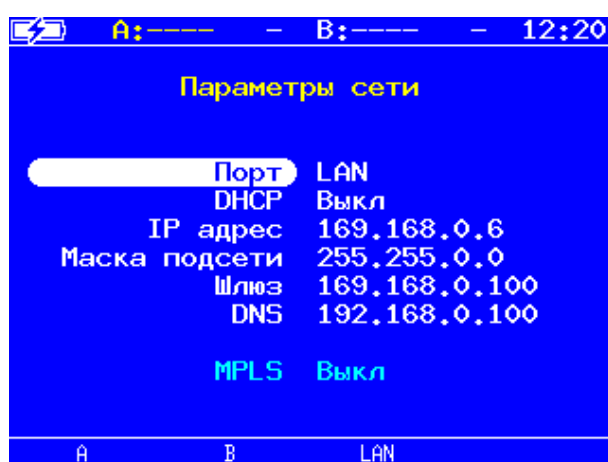 A:---- - B:---- - 12:20
Параметры сети
Порт LAN
DHCP Выкл
IP адрес 169.168.0.6
Маска подсети 255.255.0.0
Шлюз 169.168.0.100
DNS 192.168.0.100
MPLS Выкл
A B LAN